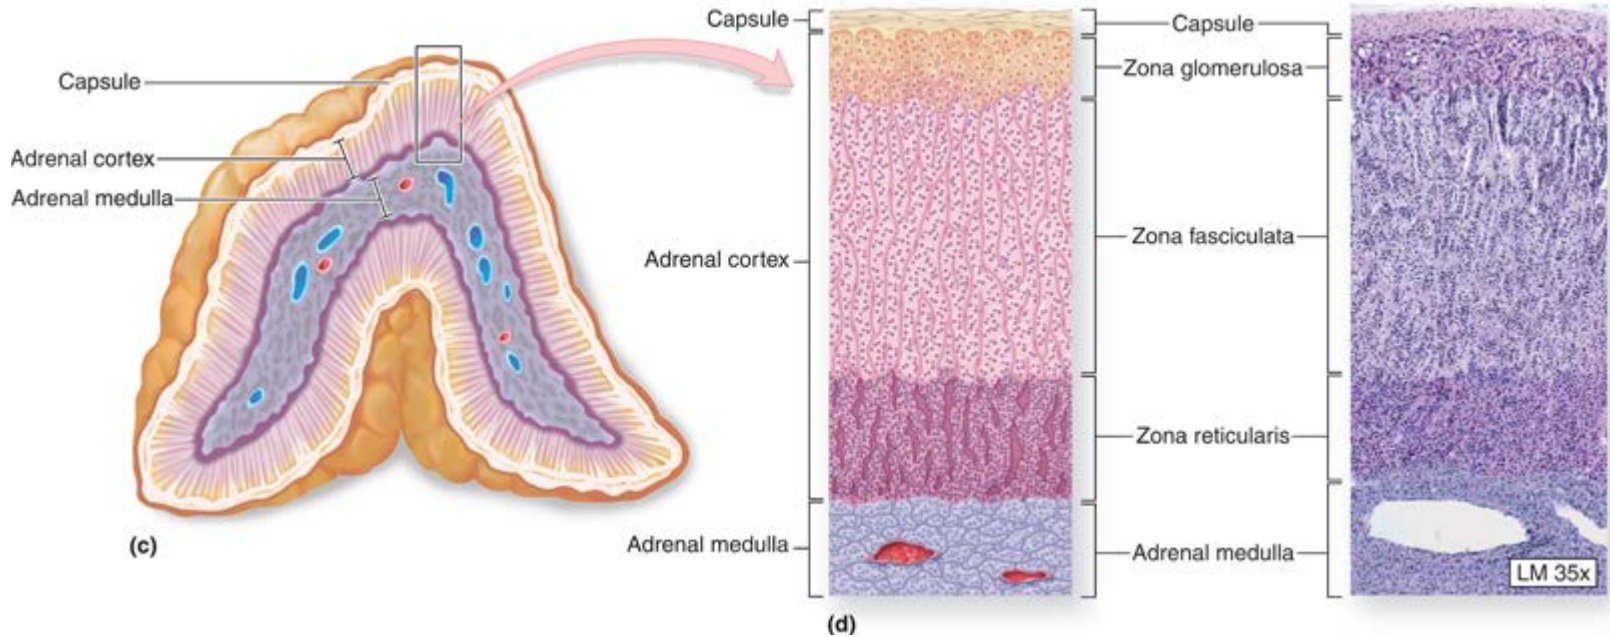 Capsule
Adrenal cortex
Adrenal medulla
(c)
Capsule
Adrenal cortex
Adrenal medulla
(d)
Capsule
Zona glomerulosa
Zona fasciculata
Zona reticularis
Adrenal medulla
LM 35x